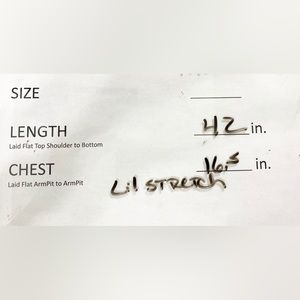 SIZE
LENGTH 42 in.
Laid Flat Top Shoulder to Bottom
CHEST 16.5 in.
Laid Flat ArmPit to ArmPit
Lil STRETCH